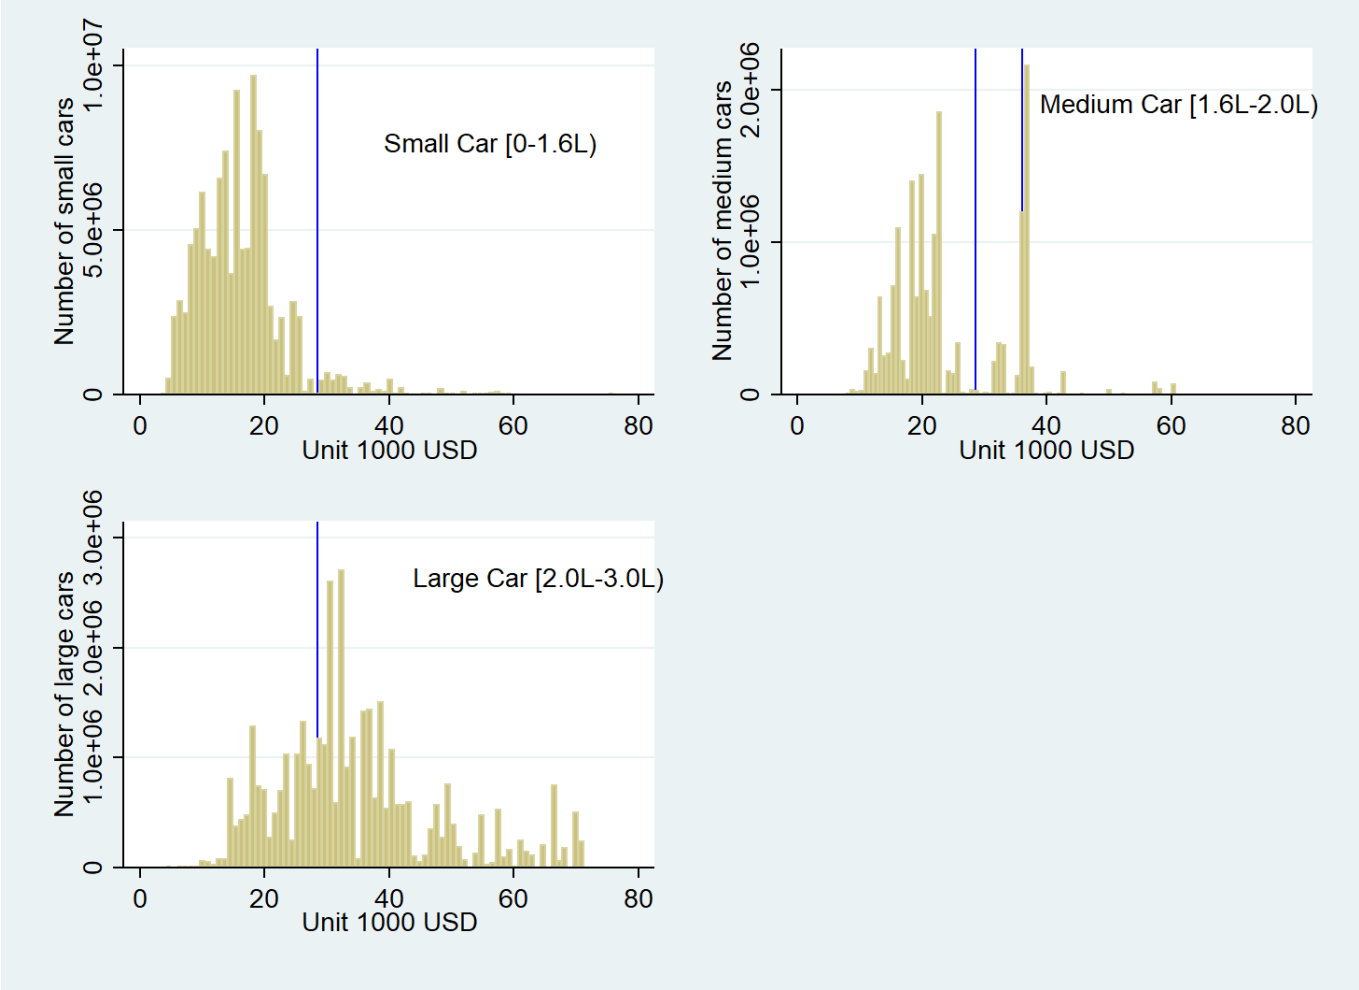 Number of small cars
1.0e+07
5.0e+06
0
Small Car [0-1.6L)
0 20 40 60 80
Unit 1000 USD
Number of medium cars
2.0e+06
1.0e+06
0
Medium Car [1.6L-2.0L)
0 20 40 60 80
Unit 1000 USD
Number of large cars
3.0e+06
2.0e+06
1.0e+06
0
Large Car [2.0L-3.0L)
0 20 40 60 80
Unit 1000 USD